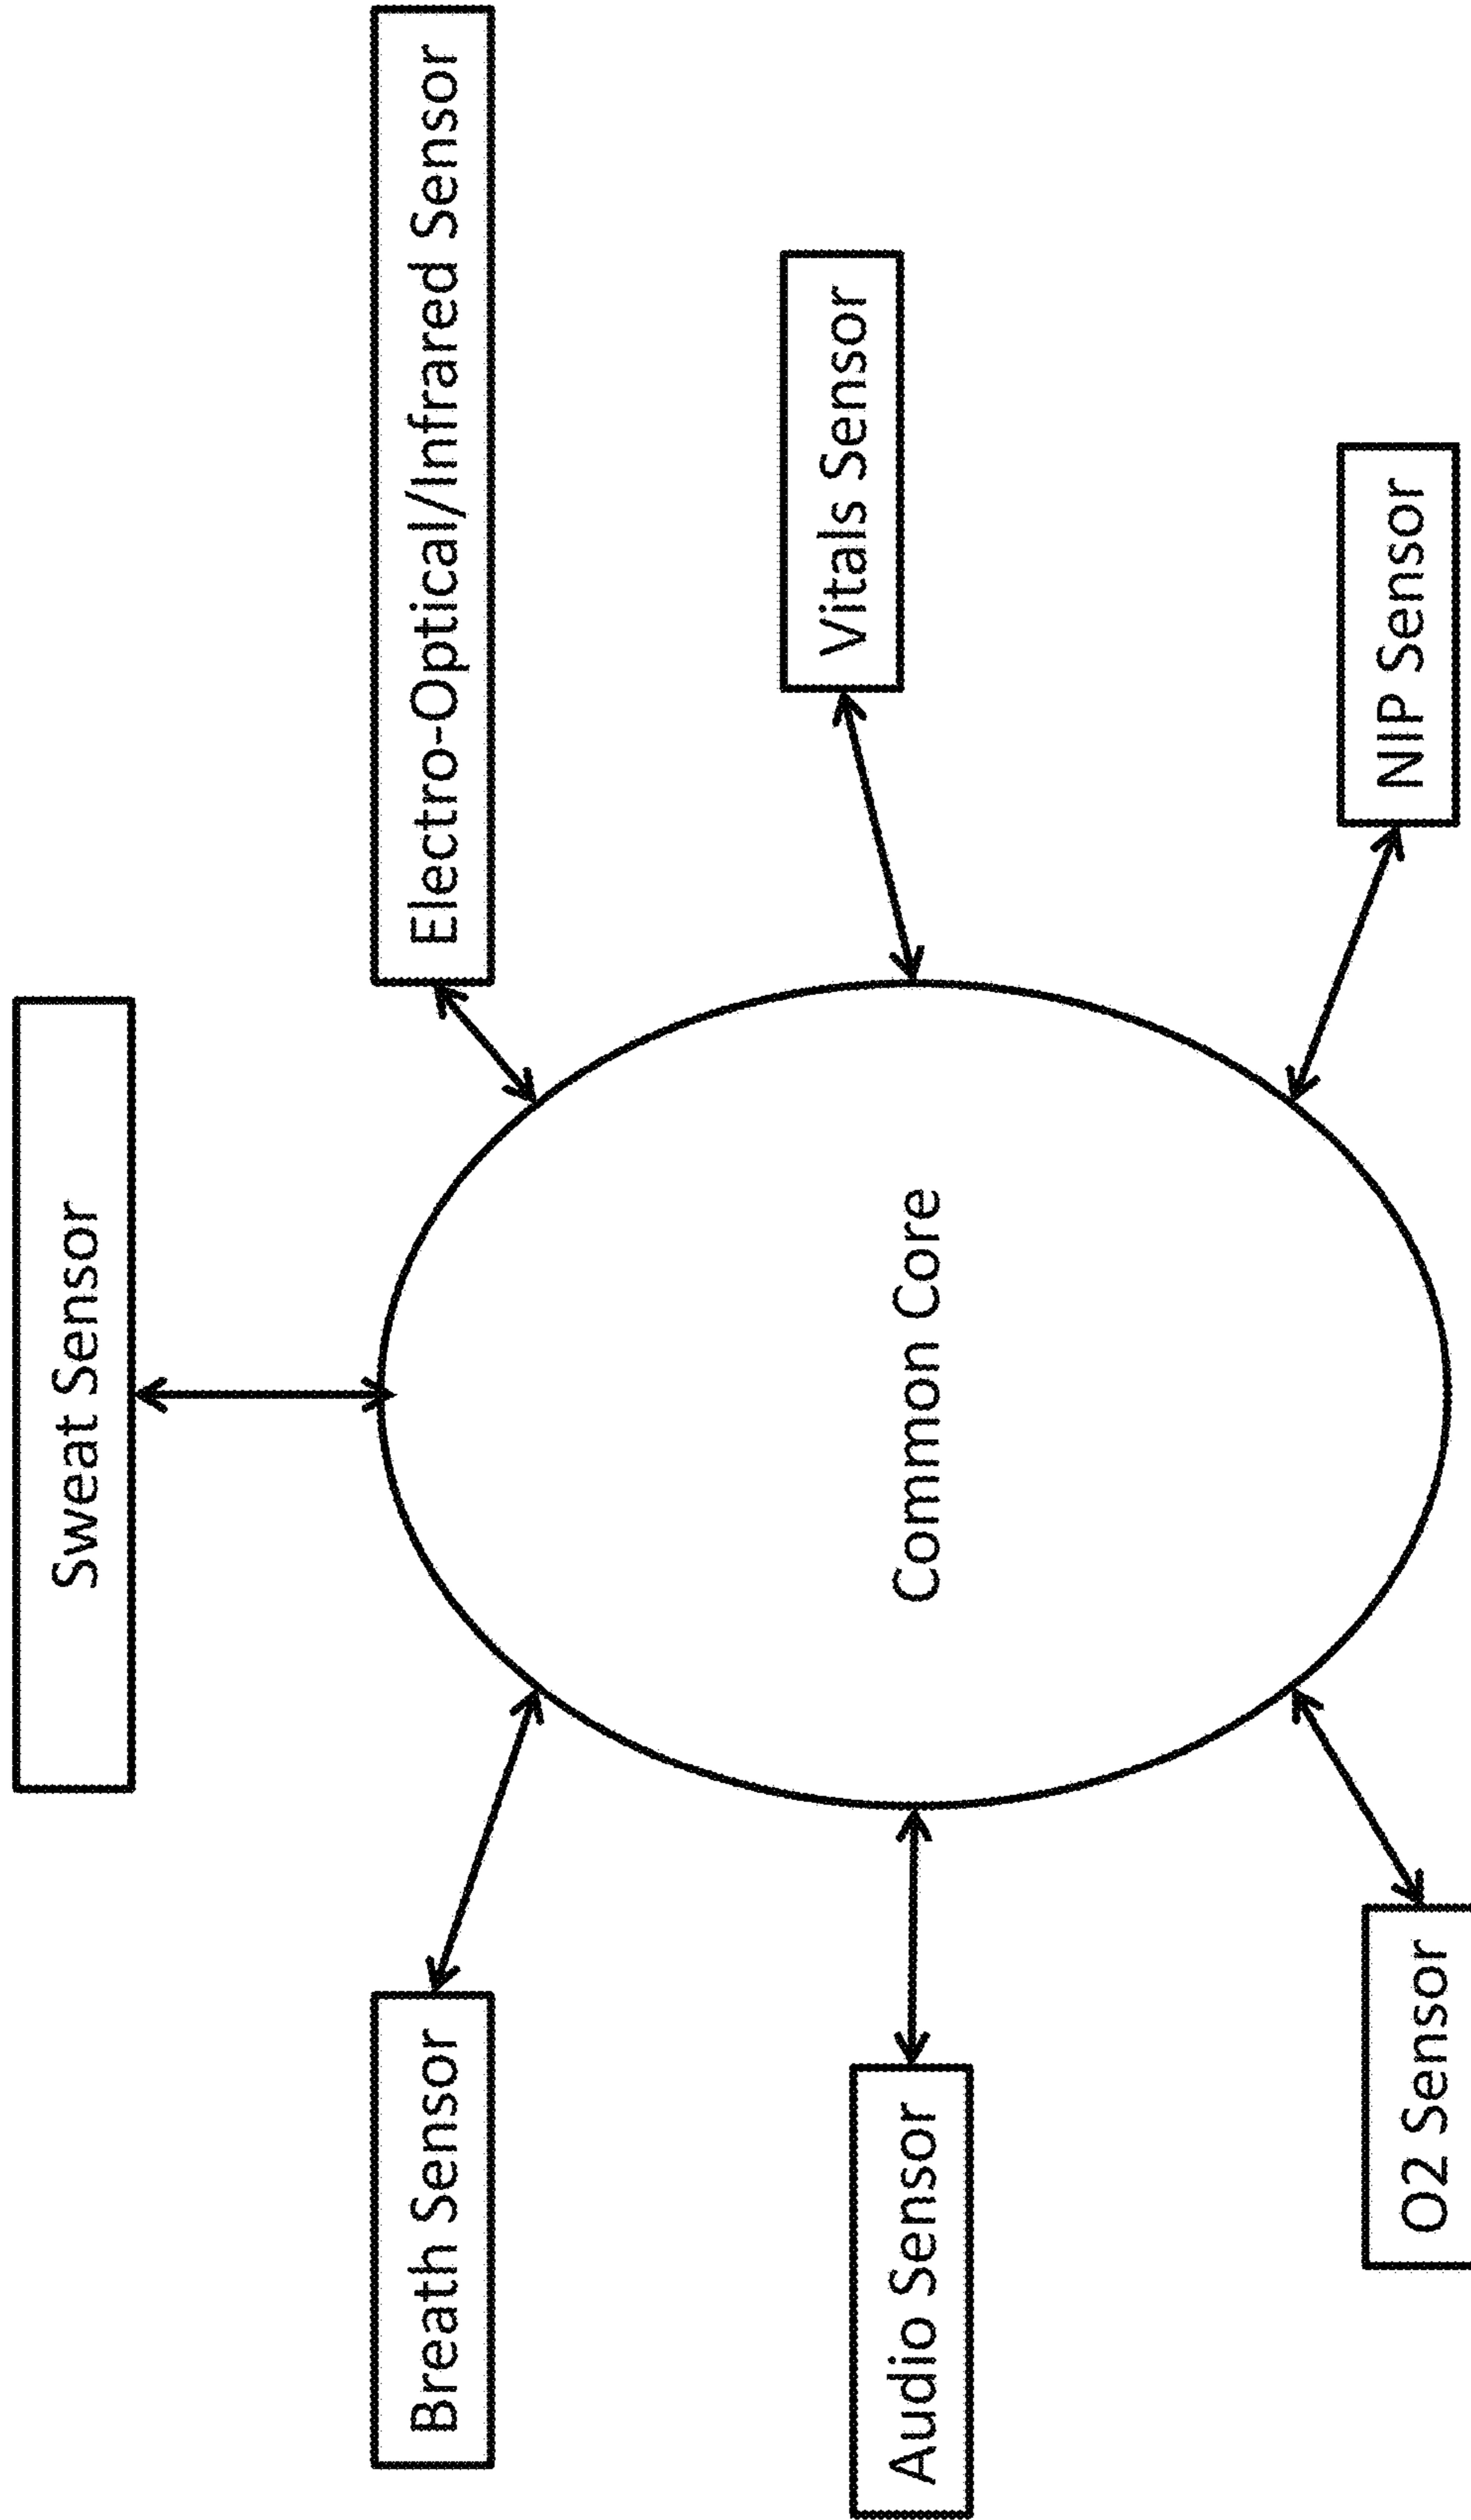 Sweat Sensor
Breath Sensor
Electro-Optical/Infrared Sensor
Vitals Sensor
Common Core
Audio Sensor
NIP Sensor
O2 Sensor